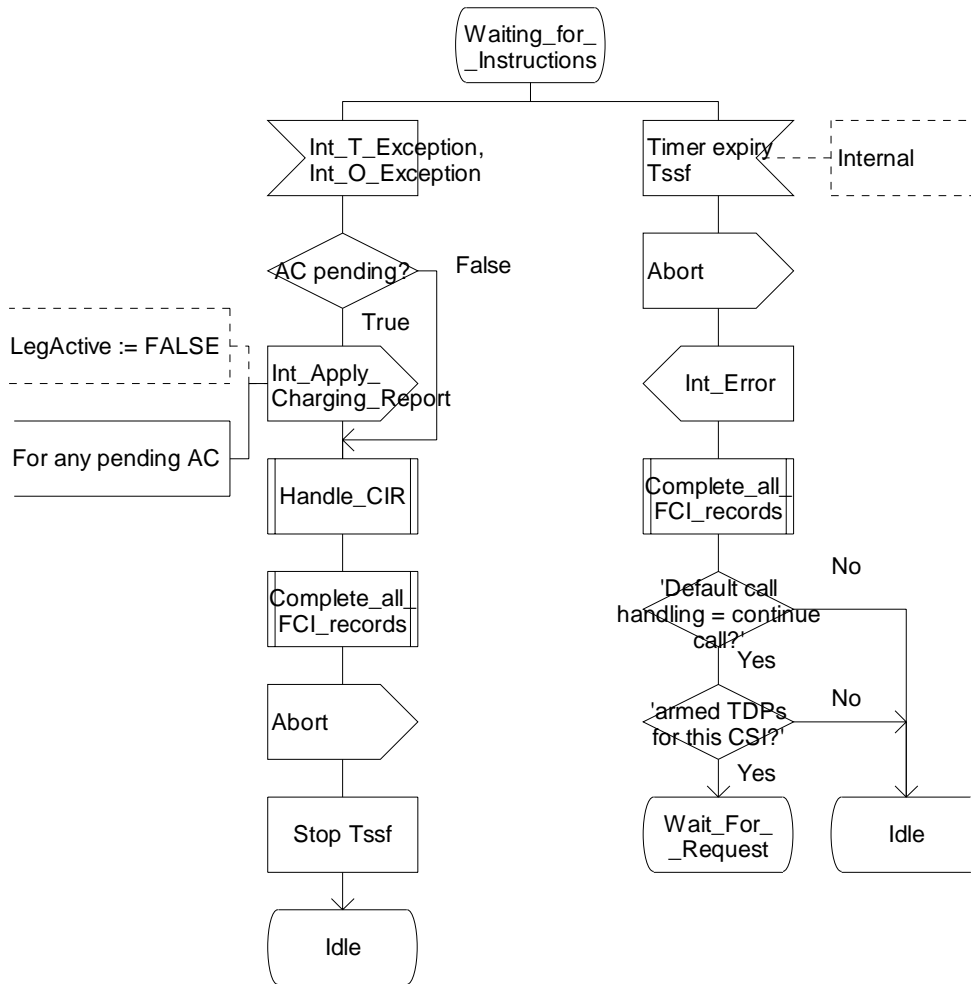 Waiting_for_
_Instructions
Int_T_Exception,
Int_O_Exception
Timer expiry
Tssf
Internal
AC pending?
False
True
Abort
LegActive := FALSE
Int_Apply_
Charging_Report
Int_Error
For any pending AC
Handle_CIR
Complete_all_
FCI_records
Complete_all_
FCI_records
'Default call
handling = continue
call?'
No
Yes
Abort
'armed TDPs
for this CSI?'
No
Yes
Stop Tssf
Wait_For_
_Request
Idle
Idle